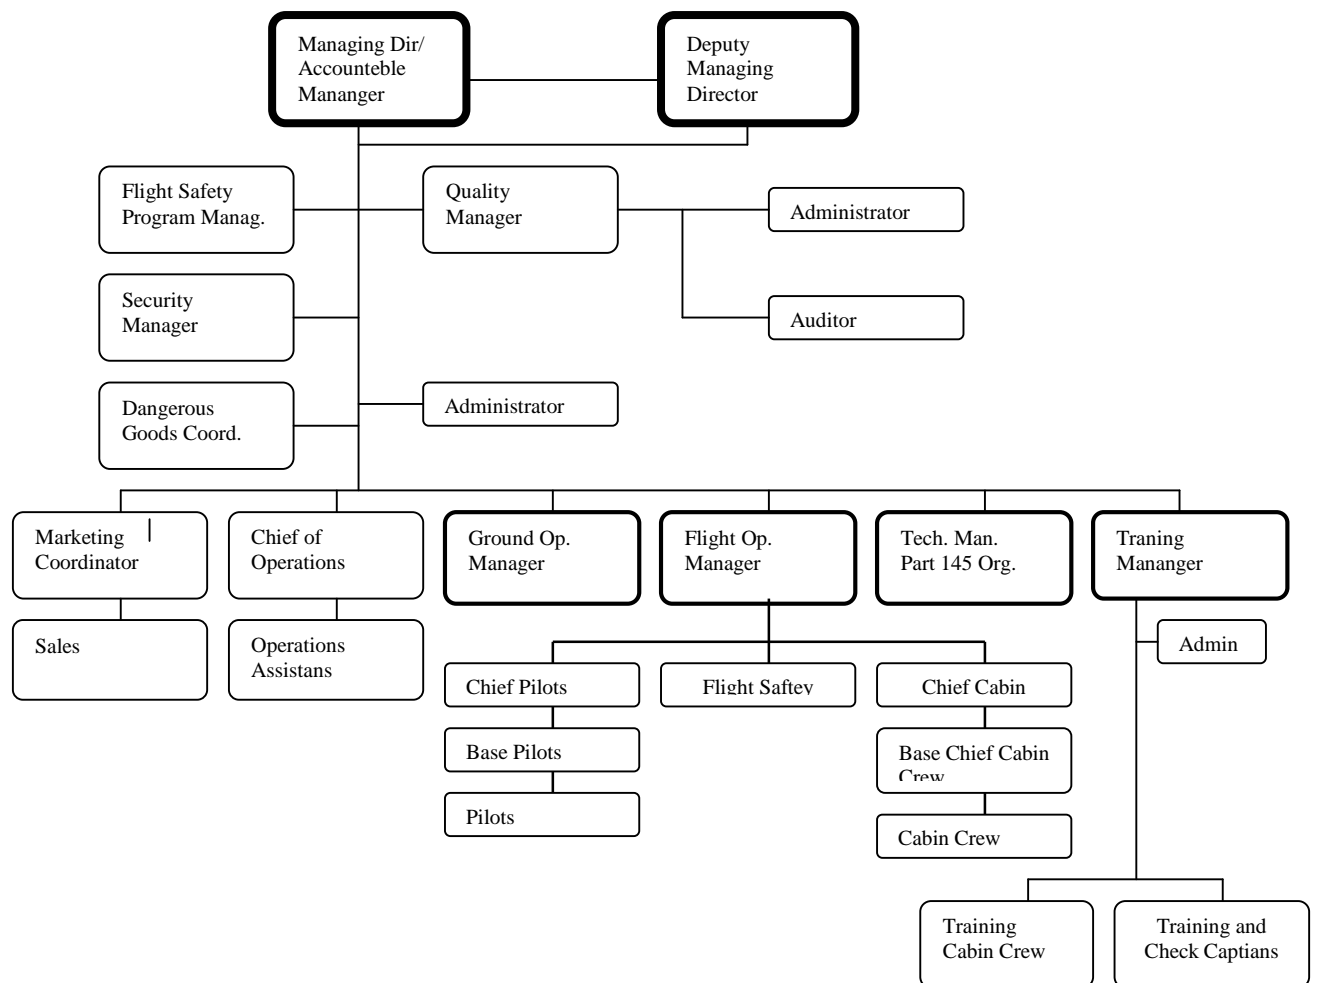 Managing Dir/
Accounteble
Mananger
Deputy
Managing
Director
Flight Safety
Program Manag.
Quality
Manager
Administrator
Security
Manager
Auditor
Dangerous
Goods Coord.
Administrator
Marketing |
Coordinator
Chief of
Operations
Ground Op.
Manager
Flight Op.
Manager
Tech. Man.
Part 145 Org.
Traning
Mananger
Sales
Operations
Assistans
Admin
Chief Pilots
Flight Saftey
Chief Cabin
Base Pilots
Base Chief Cabin
Crew
Pilots
Cabin Crew
Training
Cabin Crew
Training and
Check Captians